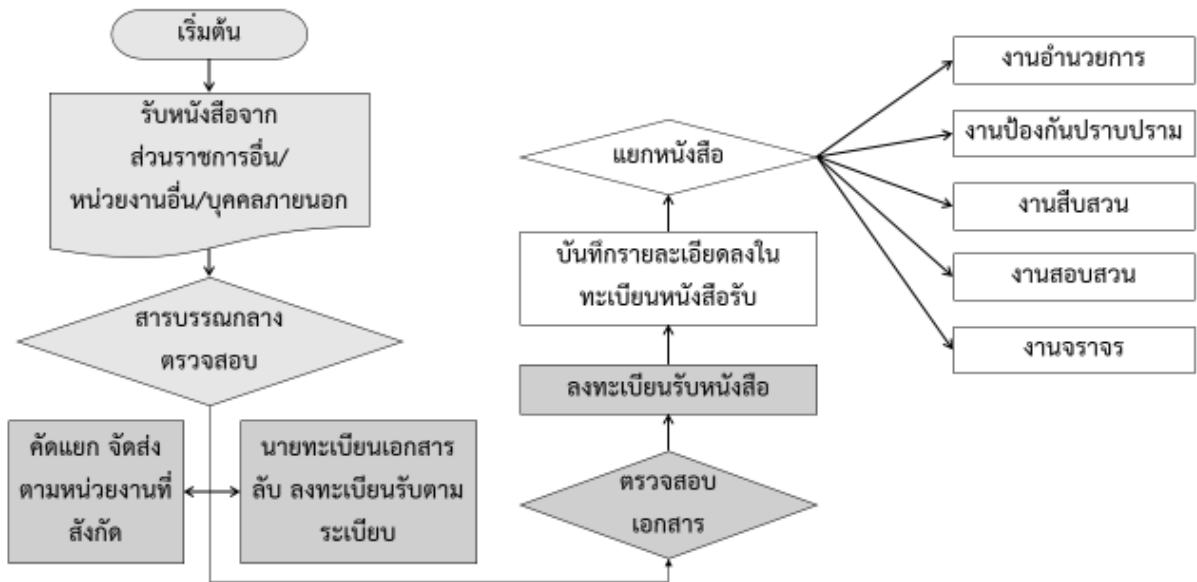 เริ่มต้น
รับหนังสือจาก
ส่วนราชการอื่น/
หน่วยงานอื่น/บุคคลภายนอก
สารบรรณกลาง
ตรวจสอบ
คัดแยก จัดส่ง
ตามหน่วยงานที่
สังกัด
นายทะเบียนเอกสาร
ลับ ลงทะเบียนรับตาม
ระเบียบ
ตรวจสอบ
เอกสาร
ลงทะเบียนรับหนังสือ
บันทึกรายละเอียดลงใน
ทะเบียนหนังสือรับ
แยกหนังสือ
งานอำนวยการ
งานป้องกันปราบปราม
งานสืบสวน
งานสอบสวน
งานจราจร